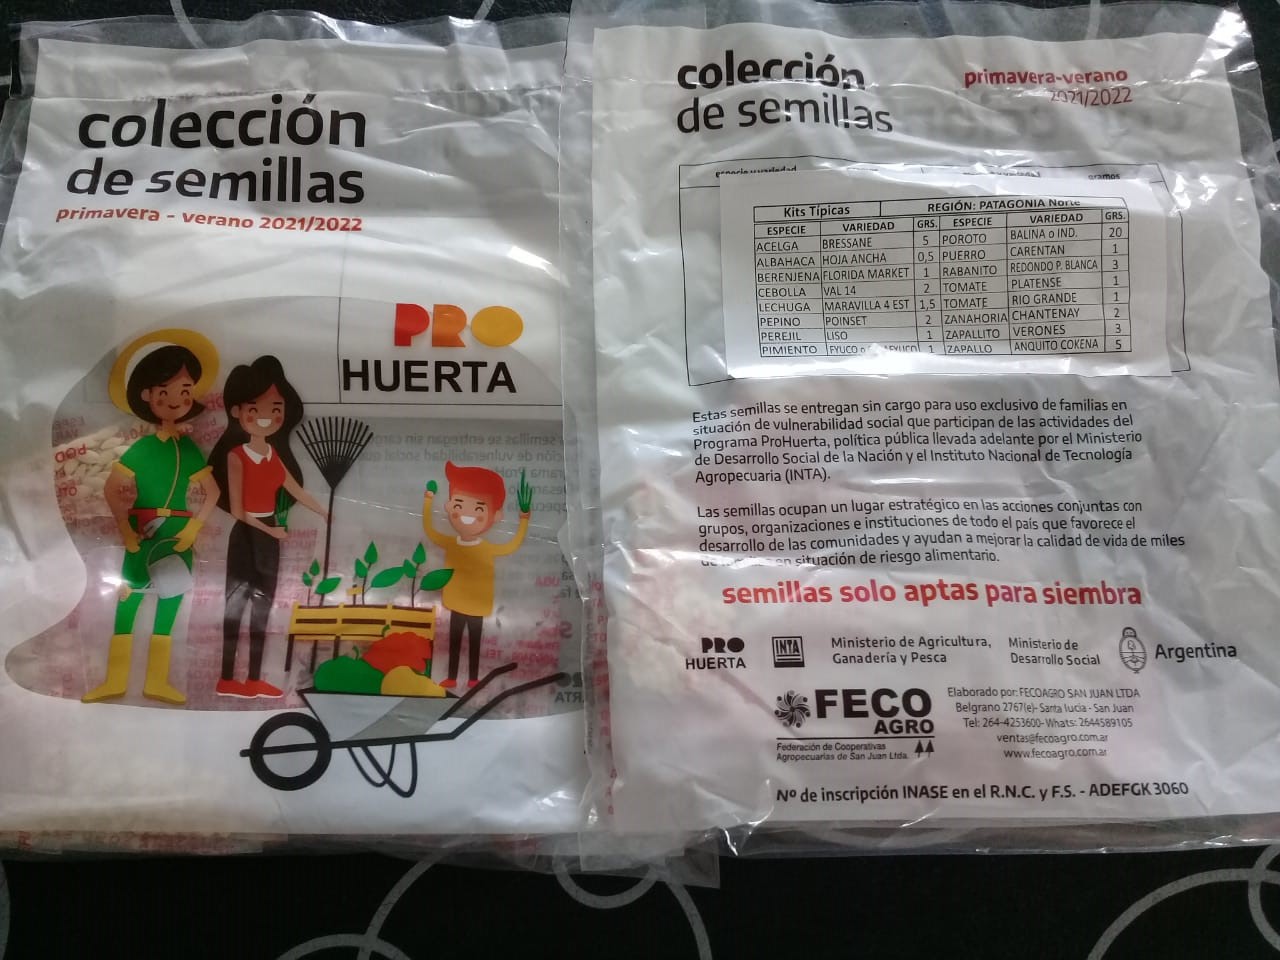 colección
de semillas
primavera - verano 2021/2022
PRO
HUERTA
colección
de semillas
primavera-verano
2021/2022
especie y variedad
gramos
Kits Típicas REGIÓN: PATAGONIA Norte
ESPECIE VARIEDAD GRS. ESPECIE VARIEDAD GRS.
ACELGA BRESSANE 5 POROTO BALINA o IND. 20
ALBAHACA HOJA ANCHA 0,5 PUERRO CARENTAN 1
BERENJENA FLORIDA MARKET 1 RABANITO REDONDO P. BLANCA 3
CEBOLLA VAL 14 2 TOMATE PLATENSE 1
LECHUGA MARAVILLA 4 EST 1,5 TOMATE RIO GRANDE 1
PEPINO POINSET 2 ZANAHORIA CHANTENAY 2
PEREJIL LISO 1 ZAPALLITO VERONES 3
PIMIENTO FYUCO 1 ZAPALLO ANQUITO COKENA 5
Estas semillas se entregan sin cargo para uso exclusivo de familias en
situación de vulnerabilidad social que participan de las actividades del
Programa ProHuerta, política pública llevada adelante por el Ministerio
de Desarrollo Social de la Nación y el Instituto Nacional de Tecnología
Agropecuaria (INTA).
Las semillas ocupan un lugar estratégico en las acciones conjuntas con
grupos, organizaciones e instituciones de todo el país que favorece el
desarrollo de las comunidades y ayudan a mejorar la calidad de vida de miles
en situación de riesgo alimentario.
semillas solo aptas para siembra
PRO
HUERTA
INTA
Ministerio de Agricultura,
Ganadería y Pesca
Ministerio de
Desarrollo Social
Argentina
FECO
AGRO
Federación de Cooperativas
Agropecuarias de San Juan Ltda.
Elaborado por: FECOAGRO SAN JUAN LTDA
Belgrano 2767(e)- Santa lucia - San Juan
Tel: 264-4253600- Whats: 2644589105
ventas@fecoagro.com.ar
www.fecoagro.com.ar
Nº de inscripción INASE en el R.N.C. y F.S. - ADEFGK 3060